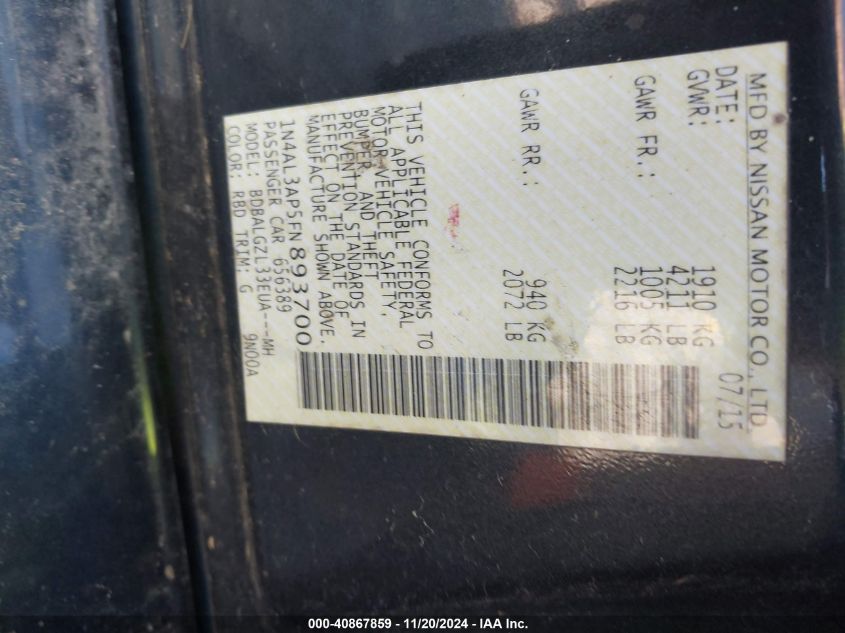 MFD BY NISSAN MOTOR CO., LTD
DATE: 07/15
GVWR: 1910 KG
4211 LB
GAWR FR.: 1005 KG
2216 LB
GAWR RR.: 940 KG
2072 LB
THIS VEHICLE CONFORMS TO
ALL APPLICABLE FEDERAL
MOTOR VEHICLE SAFETY,
BUMPER AND THEFT
PREVENTION STANDARDS IN
EFFECT ON THE DATE OF
MANUFACTURE SHOWN ABOVE.
1N4AL3AP5FN893700
PASSENGER CAR 656389
MODEL: BDBALGZL33EUA---MH
COLOR: RBD TRIM: G 9N00A
000-40867859 - 11/20/2024 - IAA Inc.